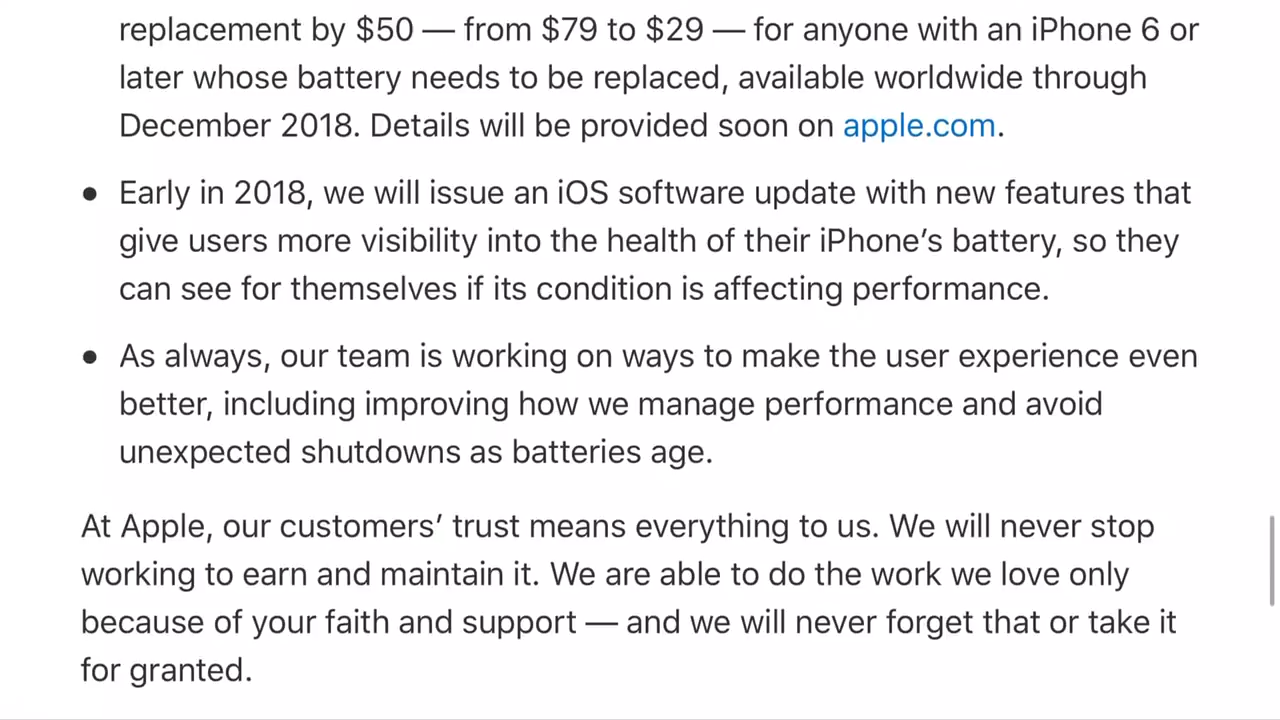 replacement by $50 — from $79 to $29 — for anyone with an iPhone 6 or
later whose battery needs to be replaced, available worldwide through
December 2018. Details will be provided soon on apple.com.
● Early in 2018, we will issue an iOS software update with new features that
give users more visibility into the health of their iPhone’s battery, so they
can see for themselves if its condition is affecting performance.
● As always, our team is working on ways to make the user experience even
better, including improving how we manage performance and avoid
unexpected shutdowns as batteries age.
At Apple, our customers’ trust means everything to us. We will never stop
working to earn and maintain it. We are able to do the work we love only
because of your faith and support — and we will never forget that or take it
for granted.